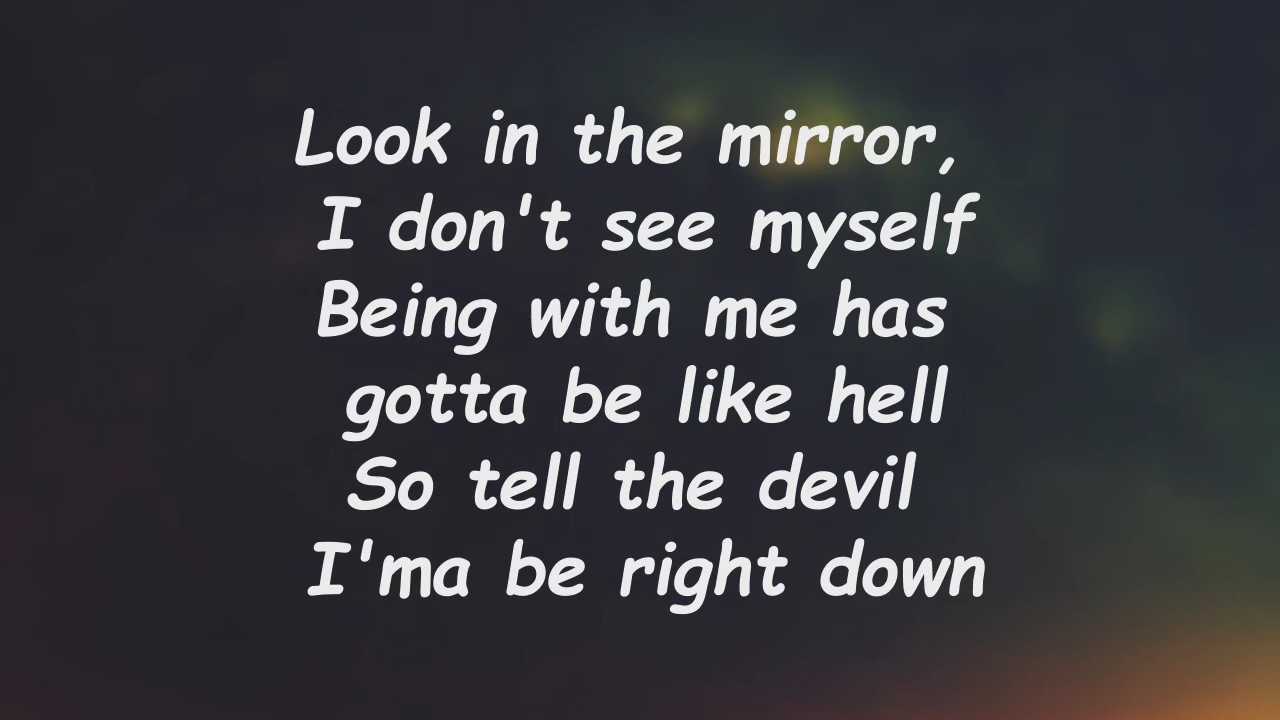 Look in the mirror,
I don't see myself
Being with me has
gotta be like hell
So tell the devil
I'ma be right down